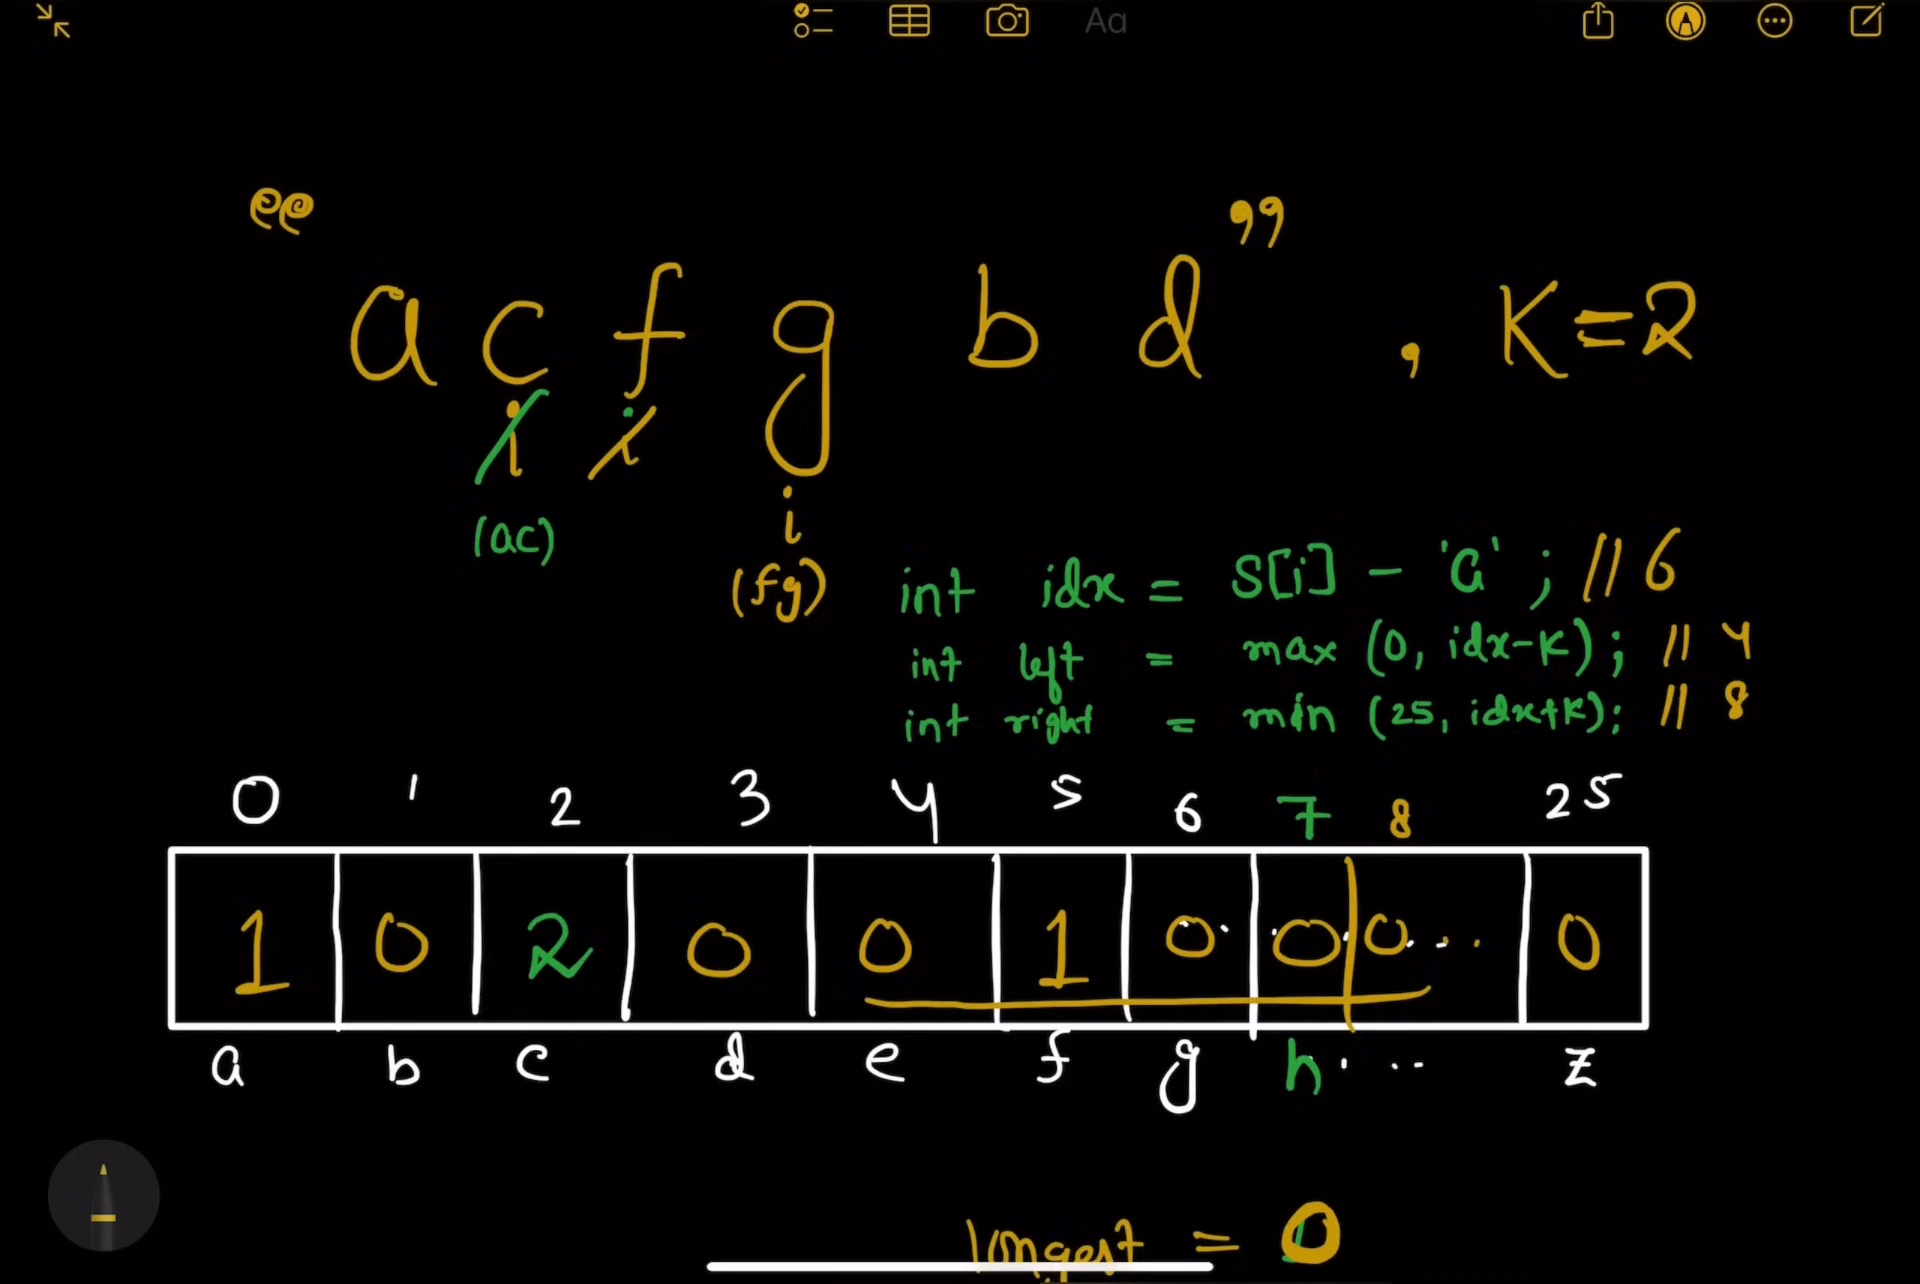 Aa
“ a c f g b d ” , K=2
i i
(ac) i
(fg) int idx = S[i] - 'a' ; // 6
int left = max (0, idx-K) ; // 4
int right = min (25, idx+K); // 8
0 1 2 3 4 5 6 7 8 25
1 0 2 0 0 1 0 0 0 ... 0
a b c d e f g h ... z
longest = 0